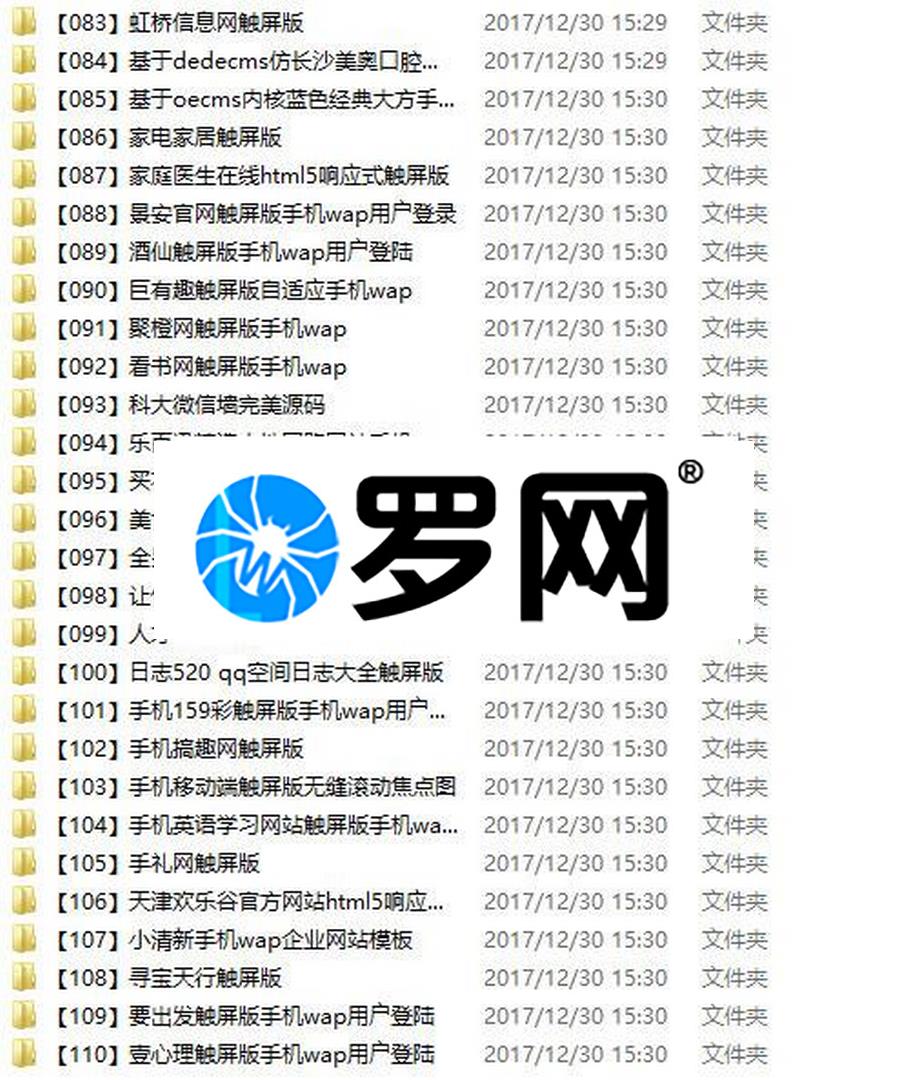 【083】虹桥信息网触屏版 2017/12/30 15:29 文件夹
【084】基于dedecms仿长沙美奥口腔... 2017/12/30 15:29 文件夹
【085】基于oecms内核蓝色经典大方手... 2017/12/30 15:30 文件夹
【086】家电家居触屏版 2017/12/30 15:30 文件夹
【087】家庭医生在线html5响应式触屏版 2017/12/30 15:30 文件夹
【088】景安官网触屏版手机wap用户登录 2017/12/30 15:30 文件夹
【089】酒仙触屏版手机wap用户登陆 2017/12/30 15:30 文件夹
【090】巨有趣触屏版自适应手机wap 2017/12/30 15:30 文件夹
【091】聚橙网触屏版手机wap 2017/12/30 15:30 文件夹
【092】看书网触屏版手机wap 2017/12/30 15:30 文件夹
【093】科大微信墙完美源码 2017/12/30 15:30 文件夹
【094】乐
【095】买 夹
【096】美 夹
【097】全 夹
【098】让 夹
【099】人 夹
罗网®
【100】日志520 qq空间日志大全触屏版 2017/12/30 15:30 文件夹
【101】手机159彩触屏版手机wap用户... 2017/12/30 15:30 文件夹
【102】手机搞趣网触屏版 2017/12/30 15:30 文件夹
【103】手机移动端触屏版无缝滚动焦点图 2017/12/30 15:30 文件夹
【104】手机英语学习网站触屏版手机wa... 2017/12/30 15:30 文件夹
【105】手礼网触屏版 2017/12/30 15:30 文件夹
【106】天津欢乐谷官方网站html5响应... 2017/12/30 15:30 文件夹
【107】小清新手机wap企业网站模板 2017/12/30 15:30 文件夹
【108】寻宝天行触屏版 2017/12/30 15:30 文件夹
【109】要出发触屏版手机wap用户登陆 2017/12/30 15:30 文件夹
【110】壹心理触屏版手机wap用户登陆 2017/12/30 15:30 文件夹